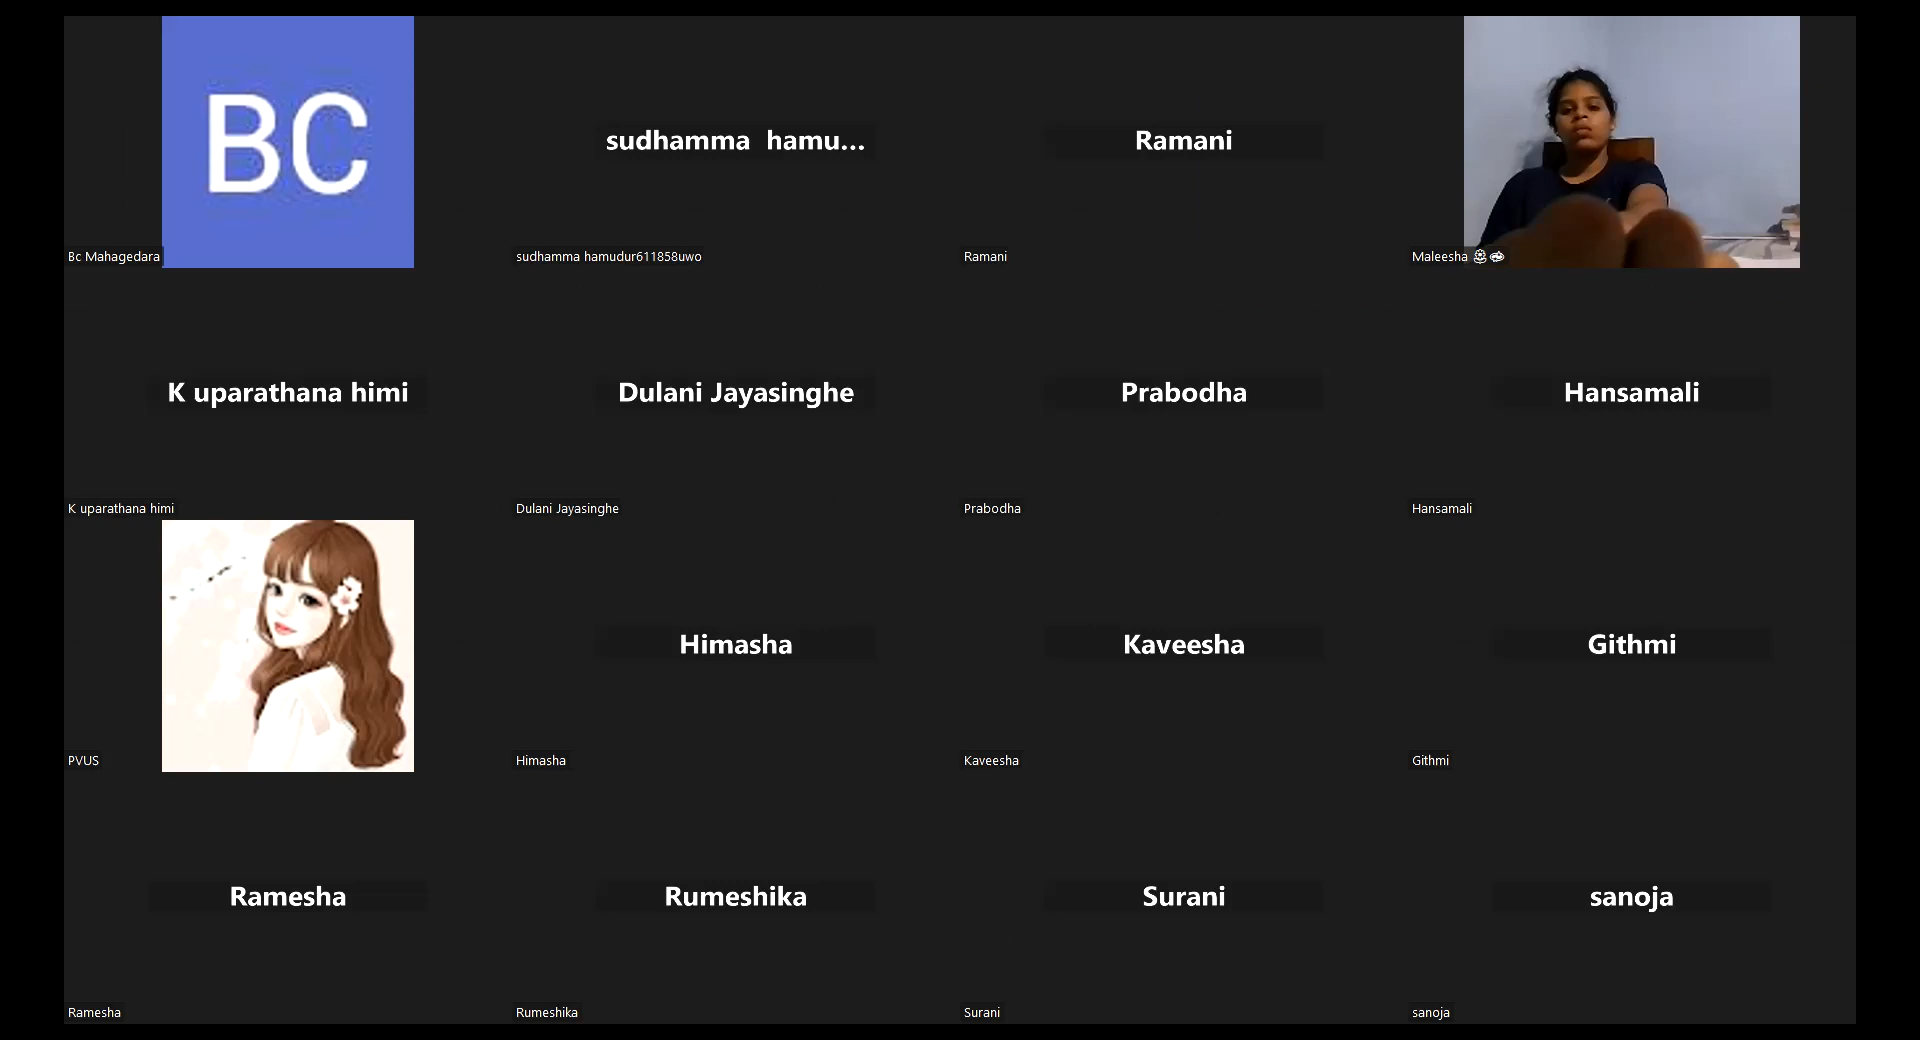 BC
sudhamma hamu...
Ramani
Bc Mahagedara
sudhamma hamudur611858uwo
Ramani
Maleesha
K uparathana himi
Dulani Jayasinghe
Prabodha
Hansamali
K uparathana himi
Dulani Jayasinghe
Prabodha
Hansamali
Himasha
Kaveesha
Githmi
PVUS
Himasha
Kaveesha
Githmi
Ramesha
Rumeshika
Surani
sanoja
Ramesha
Rumeshika
Surani
sanoja